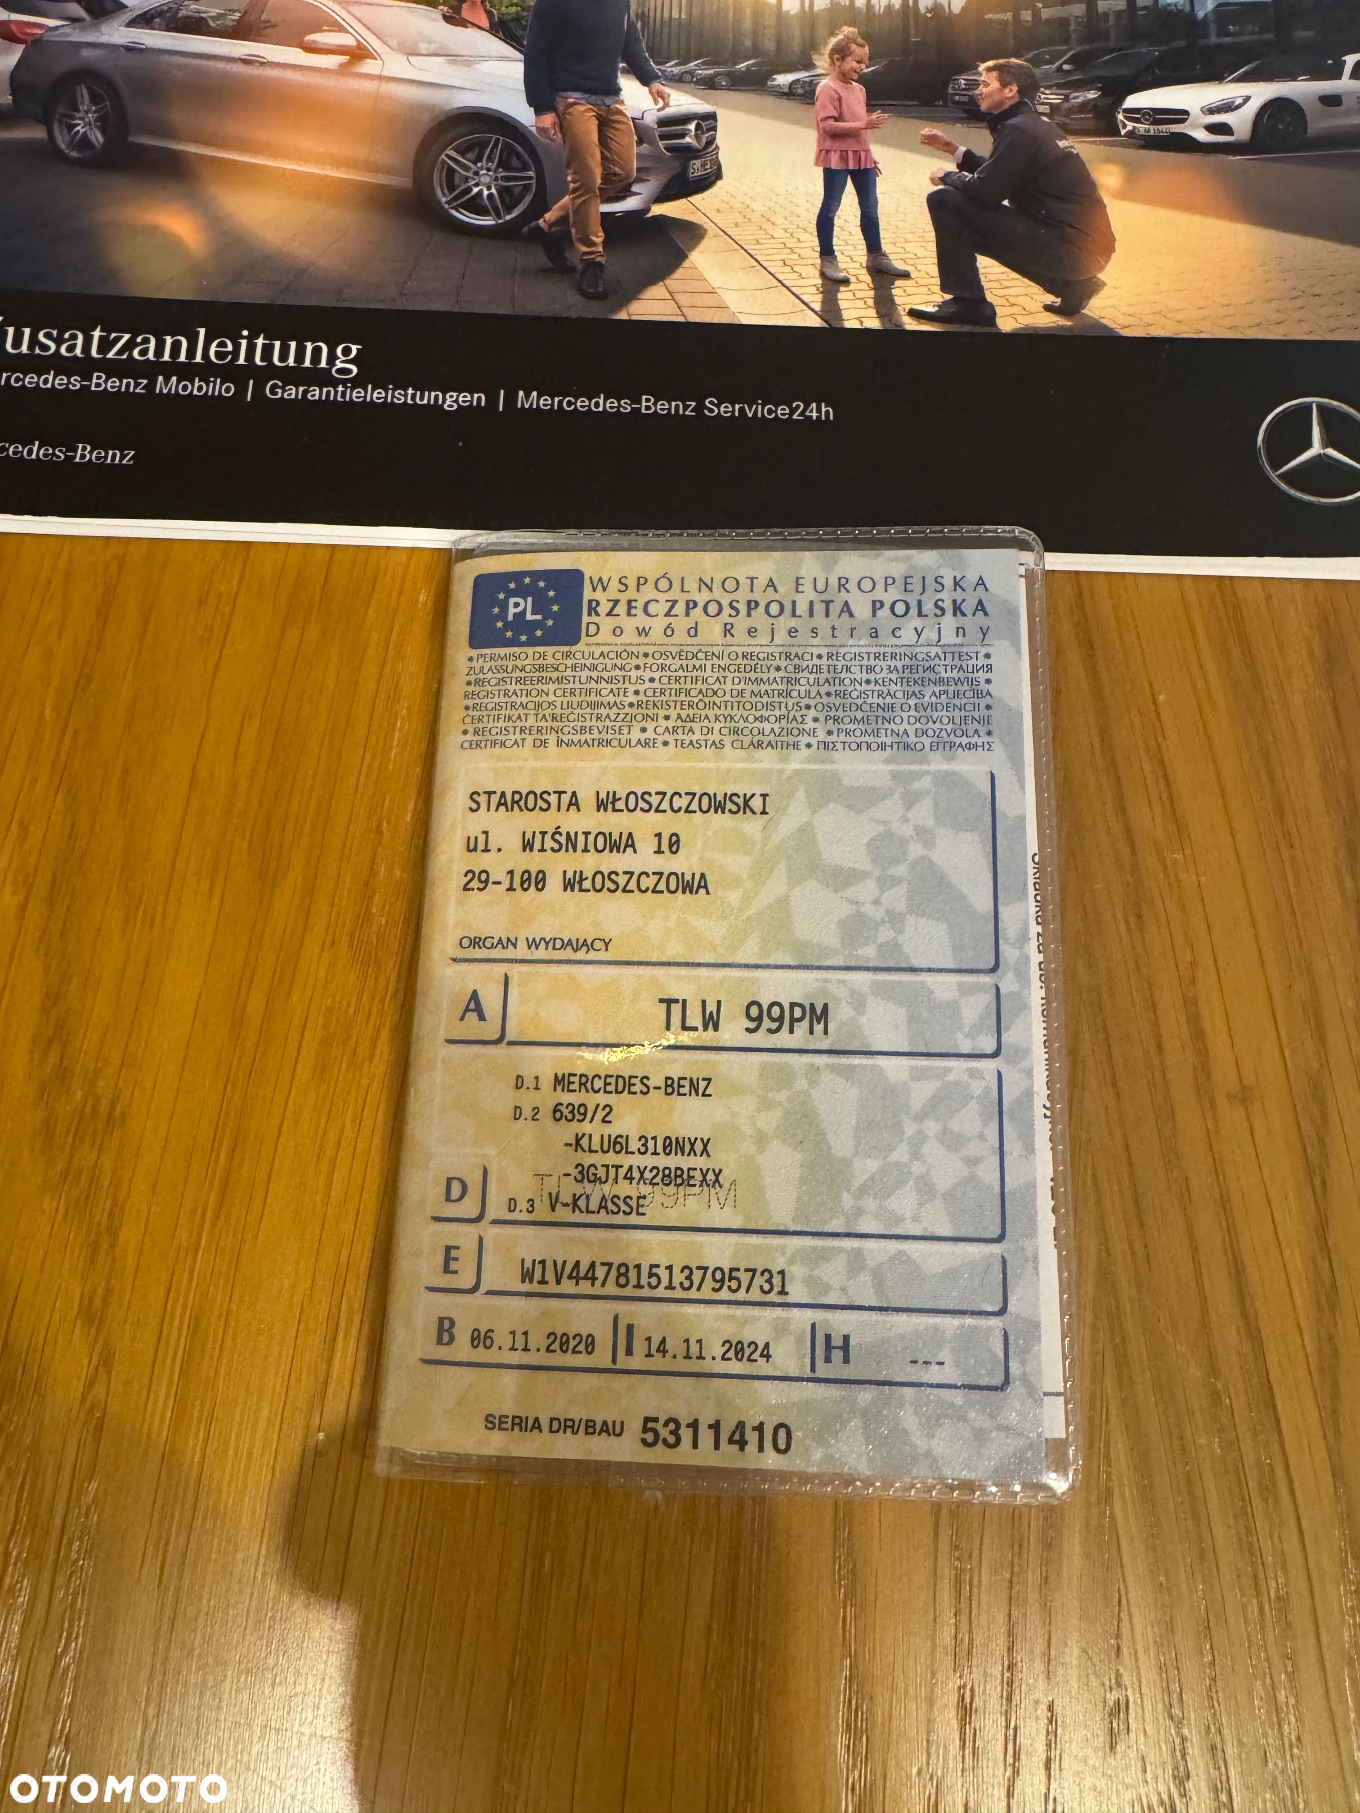 usatzanleitung
rcedes-Benz Mobilo | Garantieleistungen | Mercedes-Benz Service24h
cedes-Benz
PL
WSPÓLNOTA EUROPEJSKA
RZECZPOSPOLITA POLSKA
Dowód Rejestracyjny
• PERMISO DE CIRCULACIÓN • OSVĚDČENÍ O REGISTRACI • REGISTRERINGSATTEST •
ZULASSUNGSBESCHEINIGUNG • FORGALMI ENGEDÉLY • СВИДЕТЕЛСТВО ЗА РЕГИСТРАЦИЯ
• REGISTREERIMISTUNNISTUS • CERTIFICAT D'IMMATRICULATION • KENTEKENBEWIJS •
REGISTRATION CERTIFICATE • CERTIFICADO DE MATRÍCULA • REGISTRĀCIJAS APLIECĪBA
• REGISTRACIJOS LIUDIJIMAS • REKISTERÖINTITODISTUS • OSVEDČENIE O EVIDENCII •
ĊERTIFIKAT TA'REĠISTRAZZJONI • ΑΔΕΙΑ ΚΥΚΛΟΦΟΡΙΑΣ • PROMETNO DOVOLJENJE
• REGISTRERINGSBEVISET • CARTA DI CIRCOLAZIONE • PROMETNA DOZVOLA •
CERTIFICAT DE ÎNMATRICULARE • TEASTAS CLÁRAITHE • ΠΙΣΤΟΠΟΙΗΤΙΚΟ ΕΓΓΡΑΦΗΣ
STAROSTA WŁOSZCZOWSKI
ul. WIŚNIOWA 10
29-100 WŁOSZCZOWA
ORGAN WYDAJĄCY
A TLW 99PM
D.1 MERCEDES-BENZ
D.2 639/2
-KLU6L310NXX
-3GJT4X28BEXX
TLW 99PM
D D.3 V-KLASSE
E W1V44781513795731
B 06.11.2020 I 14.11.2024 H ---
SERIA DR/BAU 5311410
OTOMOTO